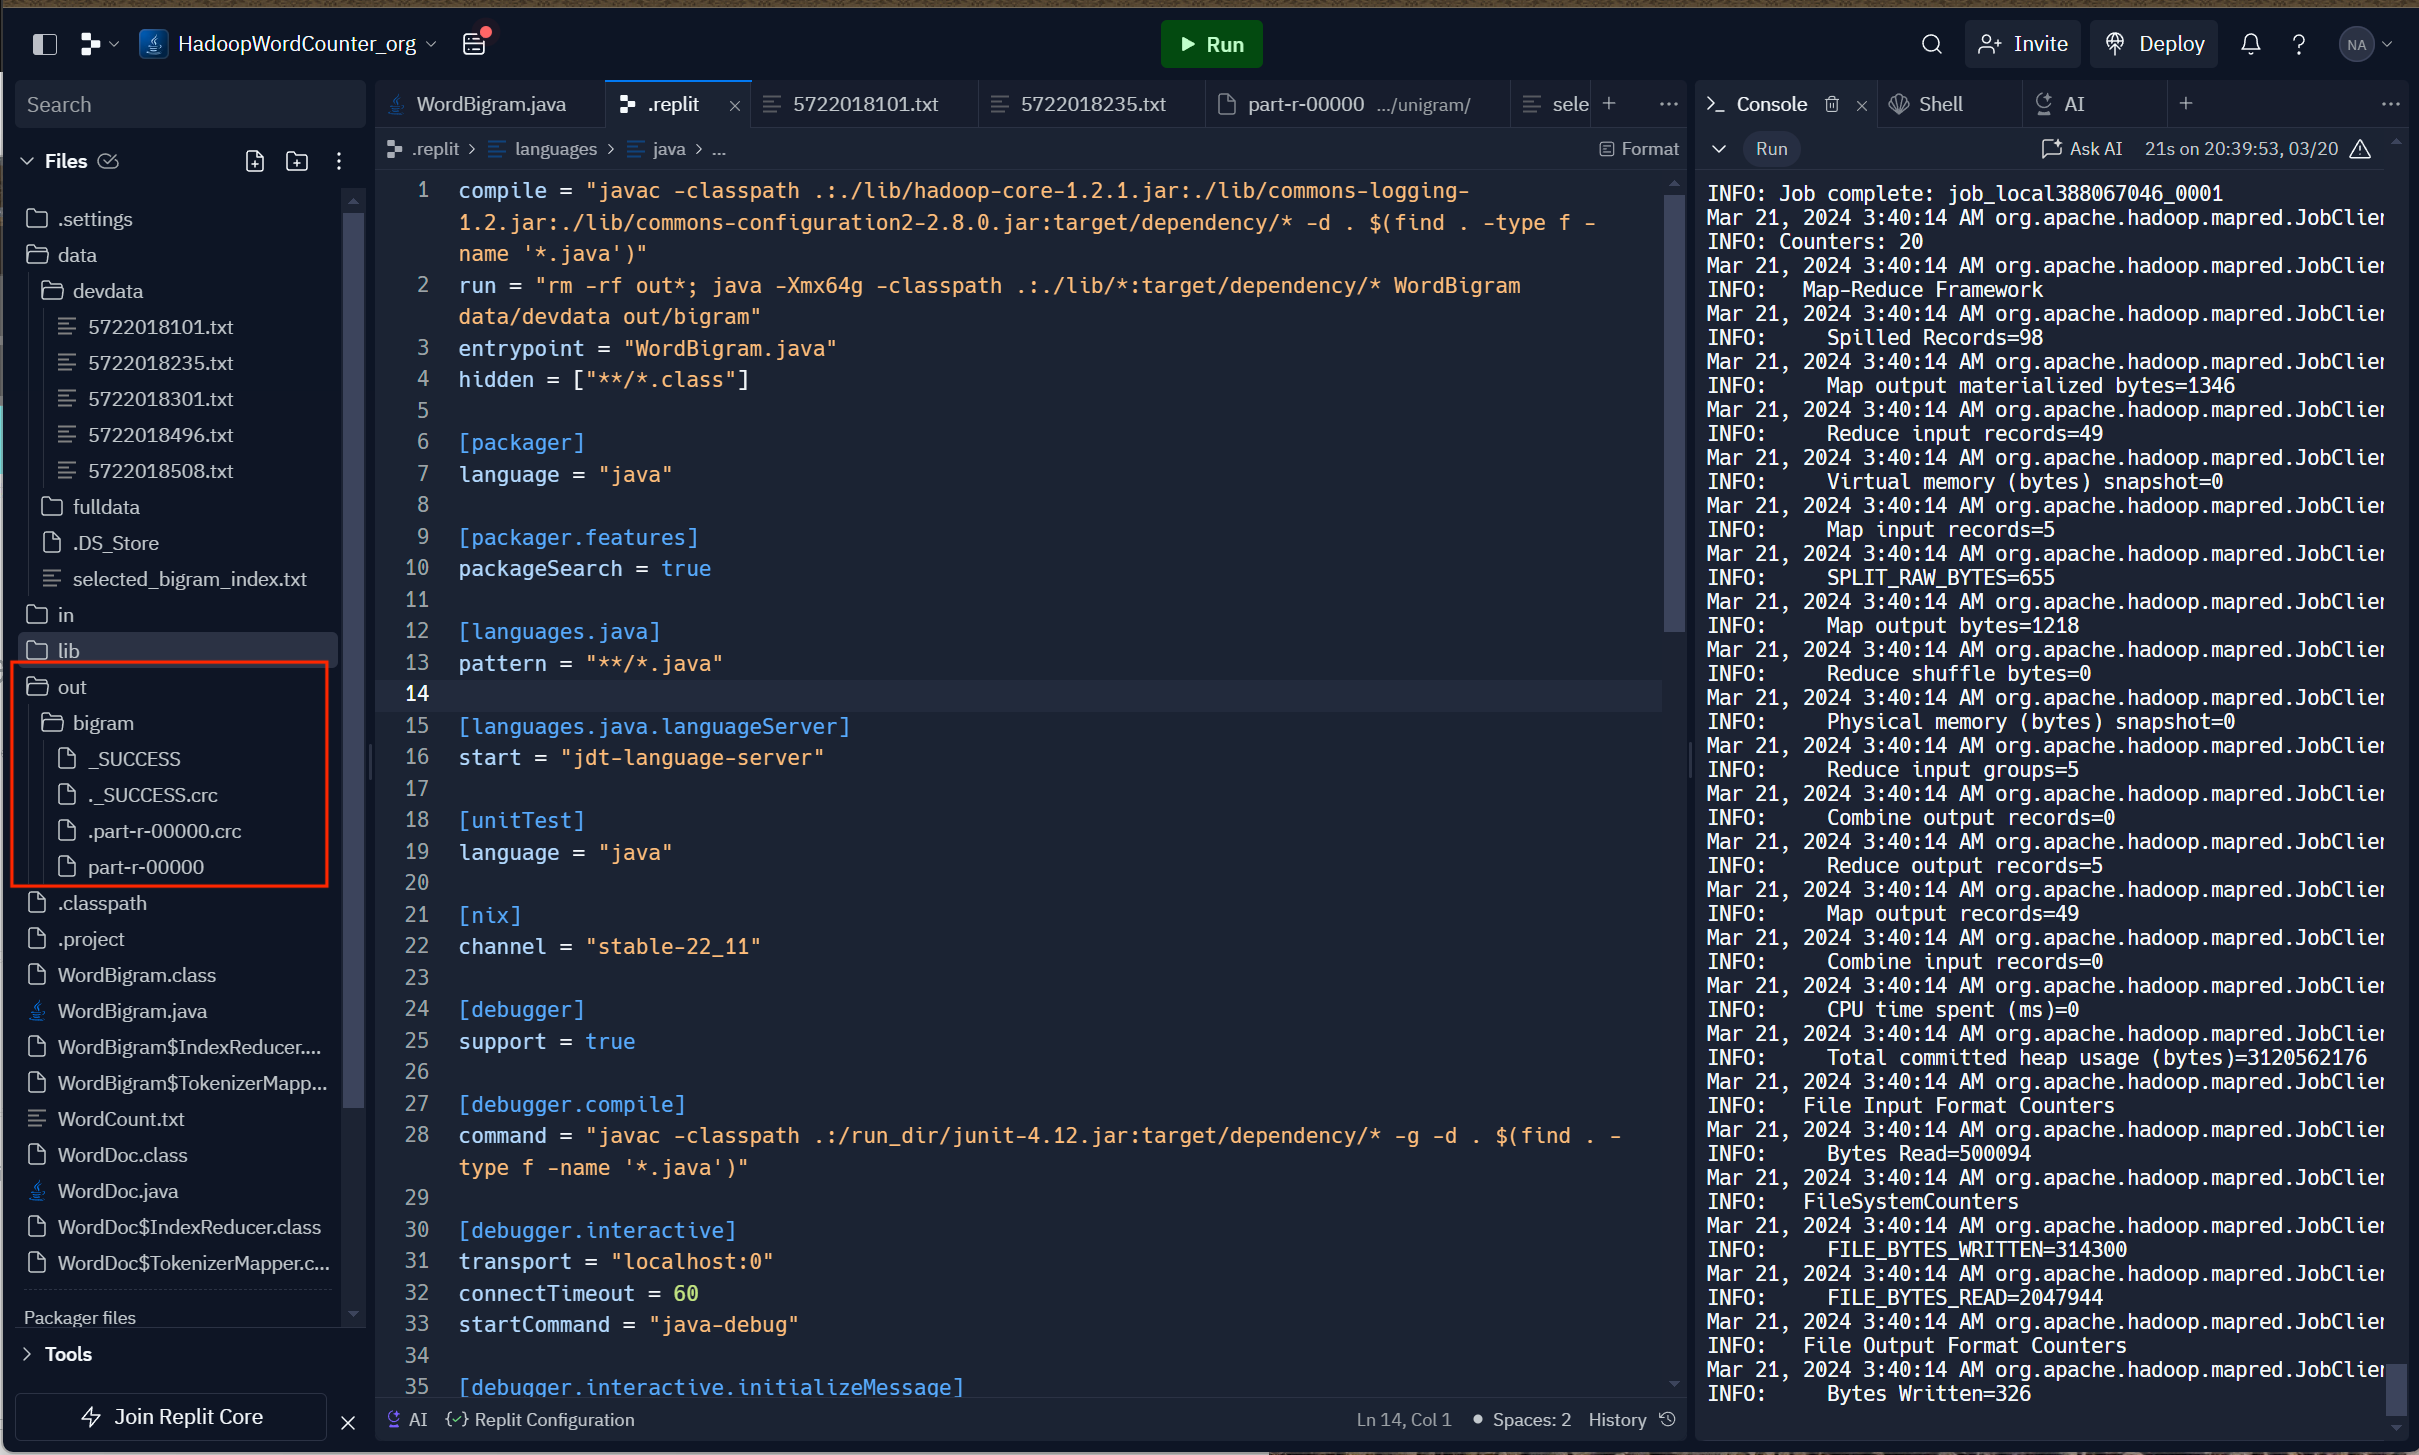 HadoopWordCounter_org
Run
Invite
Deploy
NA
Search
Files
.settings
data
devdata
5722018101.txt
5722018235.txt
5722018301.txt
5722018496.txt
5722018508.txt
fulldata
.DS_Store
selected_bigram_index.txt
in
lib
out
bigram
_SUCCESS
._SUCCESS.crc
.part-r-00000.crc
part-r-00000
.classpath
.project
WordBigram.class
WordBigram.java
WordBigram$IndexReducer....
WordBigram$TokenizerMapp...
WordCount.txt
WordDoc.class
WordDoc.java
WordDoc$IndexReducer.class
WordDoc$TokenizerMapper.c...
Packager files
Tools
Join Replit Core
WordBigram.java
.replit
5722018101.txt
5722018235.txt
part-r-00000 .../unigram/
sele
.replit > languages > java > ...
Format
1 compile = "javac -classpath .:./lib/hadoop-core-1.2.1.jar:./lib/commons-logging-
1.2.jar:./lib/commons-configuration2-2.8.0.jar:target/dependency/* -d . $(find . -type f -
name '*.java')"
2 run = "rm -rf out*; java -Xmx64g -classpath .:./lib/*:target/dependency/* WordBigram
data/devdata out/bigram"
3 entrypoint = "WordBigram.java"
4 hidden = ["**/*.class"]
5
6 [packager]
7 language = "java"
8
9 [packager.features]
10 packageSearch = true
11
12 [languages.java]
13 pattern = "**/*.java"
14
15 [languages.java.languageServer]
16 start = "jdt-language-server"
17
18 [unitTest]
19 language = "java"
20
21 [nix]
22 channel = "stable-22_11"
23
24 [debugger]
25 support = true
26
27 [debugger.compile]
28 command = "javac -classpath .:/run_dir/junit-4.12.jar:target/dependency/* -g -d . $(find . -
type f -name '*.java')"
29
30 [debugger.interactive]
31 transport = "localhost:0"
32 connectTimeout = 60
33 startCommand = "java-debug"
34
35 [debugger.interactive.initializeMessage]
AI
Replit Configuration
Ln 14, Col 1
Spaces: 2
History
Console
Shell
AI
Run
Ask AI
21s on 20:39:53, 03/20
INFO: Job complete: job_local388067046_0001
Mar 21, 2024 3:40:14 AM org.apache.hadoop.mapred.JobClier
INFO: Counters: 20
Mar 21, 2024 3:40:14 AM org.apache.hadoop.mapred.JobClier
INFO:   Map-Reduce Framework
Mar 21, 2024 3:40:14 AM org.apache.hadoop.mapred.JobClier
INFO:     Spilled Records=98
Mar 21, 2024 3:40:14 AM org.apache.hadoop.mapred.JobClier
INFO:     Map output materialized bytes=1346
Mar 21, 2024 3:40:14 AM org.apache.hadoop.mapred.JobClier
INFO:     Reduce input records=49
Mar 21, 2024 3:40:14 AM org.apache.hadoop.mapred.JobClier
INFO:     Virtual memory (bytes) snapshot=0
Mar 21, 2024 3:40:14 AM org.apache.hadoop.mapred.JobClier
INFO:     Map input records=5
Mar 21, 2024 3:40:14 AM org.apache.hadoop.mapred.JobClier
INFO:     SPLIT_RAW_BYTES=655
Mar 21, 2024 3:40:14 AM org.apache.hadoop.mapred.JobClier
INFO:     Map output bytes=1218
Mar 21, 2024 3:40:14 AM org.apache.hadoop.mapred.JobClier
INFO:     Reduce shuffle bytes=0
Mar 21, 2024 3:40:14 AM org.apache.hadoop.mapred.JobClier
INFO:     Physical memory (bytes) snapshot=0
Mar 21, 2024 3:40:14 AM org.apache.hadoop.mapred.JobClier
INFO:     Reduce input groups=5
Mar 21, 2024 3:40:14 AM org.apache.hadoop.mapred.JobClier
INFO:     Combine output records=0
Mar 21, 2024 3:40:14 AM org.apache.hadoop.mapred.JobClier
INFO:     Reduce output records=5
Mar 21, 2024 3:40:14 AM org.apache.hadoop.mapred.JobClier
INFO:     Map output records=49
Mar 21, 2024 3:40:14 AM org.apache.hadoop.mapred.JobClier
INFO:     Combine input records=0
Mar 21, 2024 3:40:14 AM org.apache.hadoop.mapred.JobClier
INFO:     CPU time spent (ms)=0
Mar 21, 2024 3:40:14 AM org.apache.hadoop.mapred.JobClier
INFO:     Total committed heap usage (bytes)=3120562176
Mar 21, 2024 3:40:14 AM org.apache.hadoop.mapred.JobClier
INFO:   File Input Format Counters
Mar 21, 2024 3:40:14 AM org.apache.hadoop.mapred.JobClier
INFO:     Bytes Read=500094
Mar 21, 2024 3:40:14 AM org.apache.hadoop.mapred.JobClier
INFO:   FileSystemCounters
Mar 21, 2024 3:40:14 AM org.apache.hadoop.mapred.JobClier
INFO:     FILE_BYTES_WRITTEN=314300
Mar 21, 2024 3:40:14 AM org.apache.hadoop.mapred.JobClier
INFO:     FILE_BYTES_READ=2047944
Mar 21, 2024 3:40:14 AM org.apache.hadoop.mapred.JobClier
INFO:   File Output Format Counters
Mar 21, 2024 3:40:14 AM org.apache.hadoop.mapred.JobClier
INFO:     Bytes Written=326